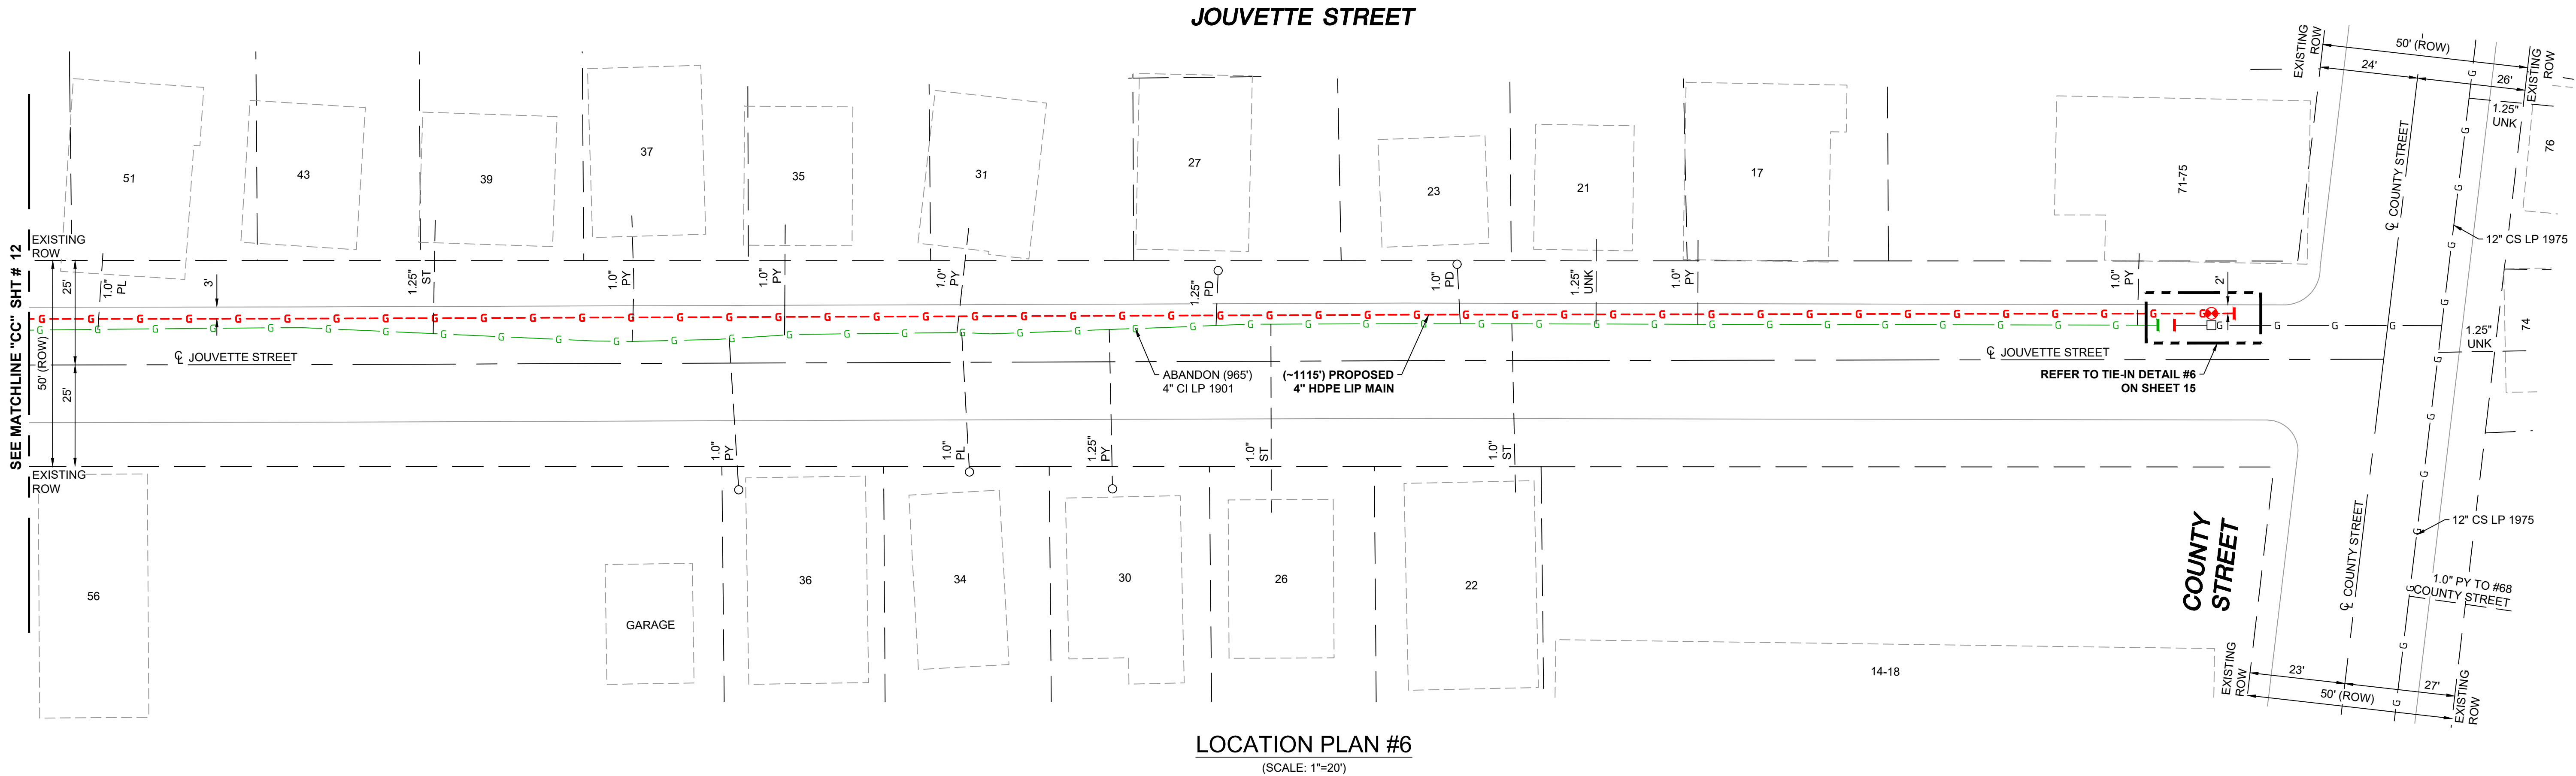 JOUVETTE STREET
SEE MATCHLINE "CC" SHT # 12
51
43
39
37
35
31
27
23
21
17
71-75
76
74
EXISTING
ROW
50' (ROW)
24'
26'
EXISTING
ROW
1.25"
UNK
℄ COUNTY STREET
12" CS LP 1975
EXISTING
ROW
25'
50' (ROW)
25'
1.0"
PL
3'
1.25"
ST
1.0"
PY
1.0"
PY
1.0"
PY
1.25"
PD
1.0"
PD
1.25"
UNK
1.0"
PY
1.0"
PY
2'
G G G G G G G G G G G G G G G G G G G G G G G G G G G G G G G G G G G G G G G G G G G G G
G G G G G G G G G G G G G G G G G G G G G G G G G G G G G G G G G G G G G G G G G
℄ JOUVETTE STREET
ABANDON (965')
4" CI LP 1901
(~1115') PROPOSED
4" HDPE LIP MAIN
℄ JOUVETTE STREET
REFER TO TIE-IN DETAIL #6
ON SHEET 15
1.25"
UNK
1.0"
PY
1.0"
PL
1.25"
PY
1.0"
ST
1.0"
ST
EXISTING
ROW
56
GARAGE
36
34
30
26
22
14-18
COUNTY
STREET
℄ COUNTY STREET
12" CS LP 1975
1.0" PY TO #68
COUNTY STREET
EXISTING
ROW
23'
27'
50' (ROW)
EXISTING
ROW
LOCATION PLAN #6
(SCALE: 1"=20')